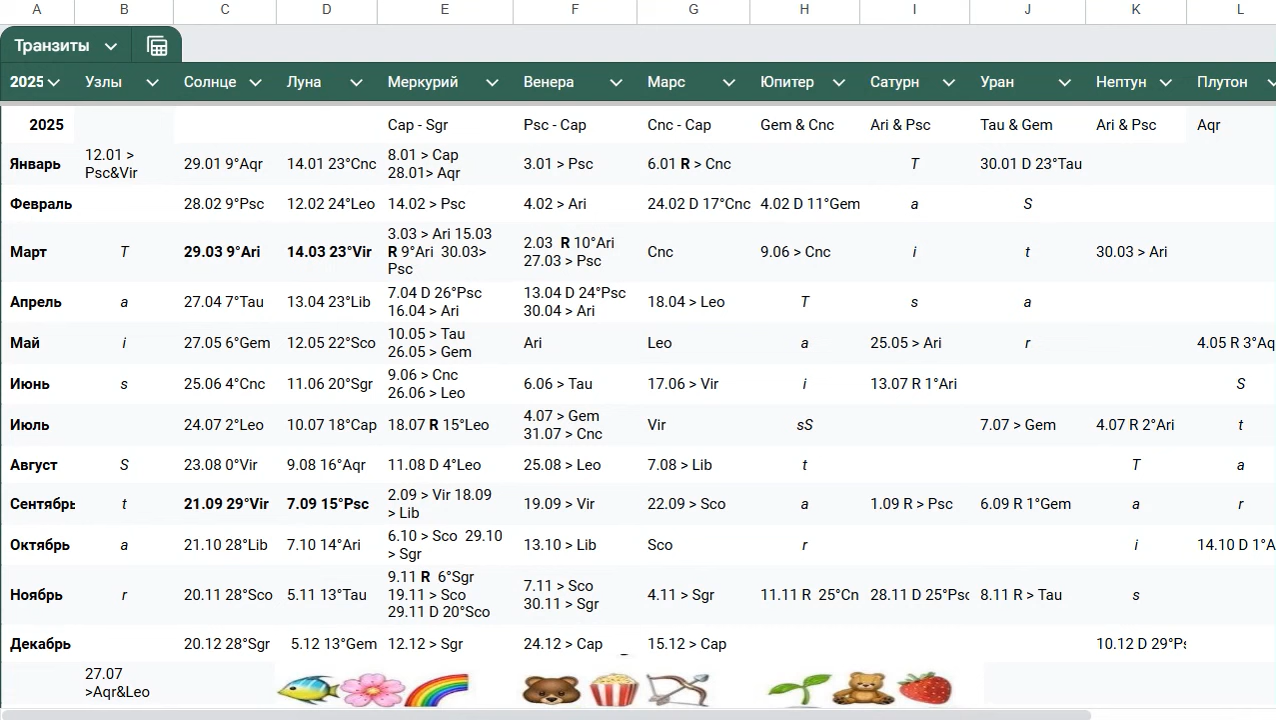 A B C D E F G H I J K L
Транзиты
2025 Узлы Солнце Луна Меркурий Венера Марс Юпитер Сатурн Уран Нептун Плутон
2025 Cap - Sgr Psc - Cap Cnc - Cap Gem & Cnc Ari & Psc Tau & Gem Ari & Psc Aqr
Январь 12.01 > Psc&Vir 29.01 9°Aqr 14.01 23°Cnc 8.01 > Cap 28.01> Aqr 3.01 > Psc 6.01 R > Cnc T 30.01 D 23°Tau
Февраль 28.02 9°Psc 12.02 24°Leo 14.02 > Psc 4.02 > Ari 24.02 D 17°Cnc 4.02 D 11°Gem a S
Март T 29.03 9°Ari 14.03 23°Vir 3.03 > Ari 15.03 R 9°Ari 30.03> Psc 2.03 R 10°Ari 27.03 > Psc Cnc 9.06 > Cnc i t 30.03 > Ari
Апрель a 27.04 7°Tau 13.04 23°Lib 7.04 D 26°Psc 16.04 > Ari 13.04 D 24°Psc 30.04 > Ari 18.04 > Leo T s a
Май i 27.05 6°Gem 12.05 22°Sco 10.05 > Tau 26.05 > Gem Ari Leo a 25.05 > Ari r 4.05 R 3°Aq
Июнь s 25.06 4°Cnc 11.06 20°Sgr 9.06 > Cnc 26.06 > Leo 6.06 > Tau 17.06 > Vir i 13.07 R 1°Ari S
Июль 24.07 2°Leo 10.07 18°Cap 18.07 R 15°Leo 4.07 > Gem 31.07 > Cnc Vir sS 7.07 > Gem 4.07 R 2°Ari t
Август S 23.08 0°Vir 9.08 16°Aqr 11.08 D 4°Leo 25.08 > Leo 7.08 > Lib t T a
Сентябрь t 21.09 29°Vir 7.09 15°Psc 2.09 > Vir 18.09 > Lib 19.09 > Vir 22.09 > Sco a 1.09 R > Psc 6.09 R 1°Gem a r
Октябрь a 21.10 28°Lib 7.10 14°Ari 6.10 > Sco 29.10 > Sgr 13.10 > Lib Sco r i 14.10 D 1°A
Ноябрь r 20.11 28°Sco 5.11 13°Tau 9.11 R 6°Sgr 19.11 > Sco 29.11 D 20°Sco 7.11 > Sco 30.11 > Sgr 4.11 > Sgr 11.11 R 25°Cn 28.11 D 25°Psc 8.11 R > Tau s
Декабрь 20.12 28°Sgr 5.12 13°Gem 12.12 > Sgr 24.12 > Cap 15.12 > Cap 10.12 D 29°Ps
27.07 >Aqr&Leo